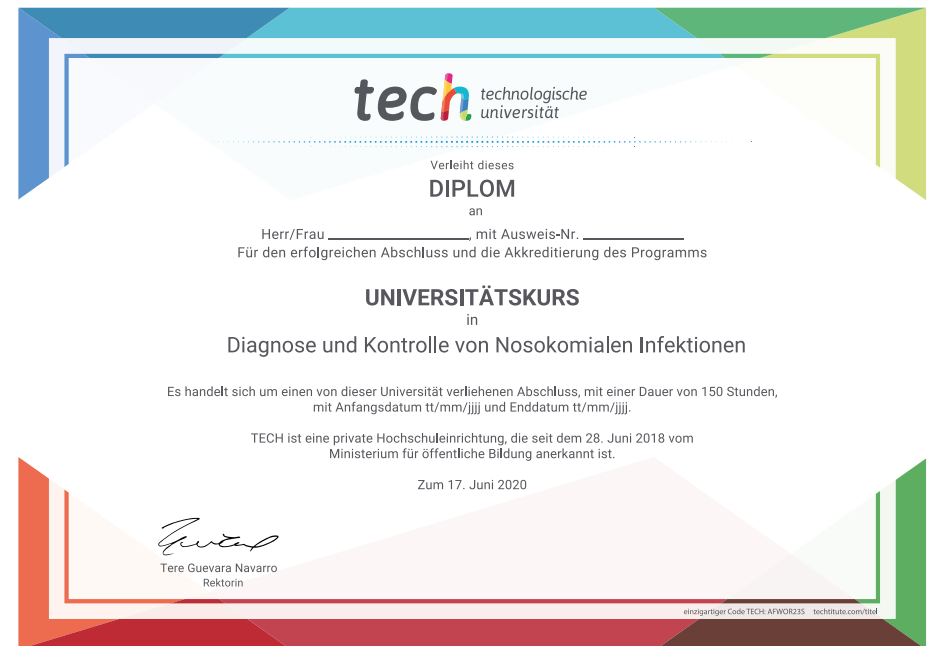 tech technologische
universität
Verleiht dieses
DIPLOM
an
Herr/Frau ____________, mit Ausweis-Nr. ____________
Für den erfolgreichen Abschluss und die Akkreditierung des Programms
UNIVERSITÄTSKURS
in
Diagnose und Kontrolle von Nosokomialen Infektionen
Es handelt sich um einen von dieser Universität verliehenen Abschluss, mit einer Dauer von 150 Stunden,
mit Anfangsdatum tt/mm/jjjj und Enddatum tt/mm/jjjj.
TECH ist eine private Hochschuleinrichtung, die seit dem 28. Juni 2018 vom
Ministerium für öffentliche Bildung anerkannt ist.
Zum 17. Juni 2020
Tere Guevara Navarro
Rektorin
einzigartiger Code TECH: AFWOR23S techtitute.com/titel